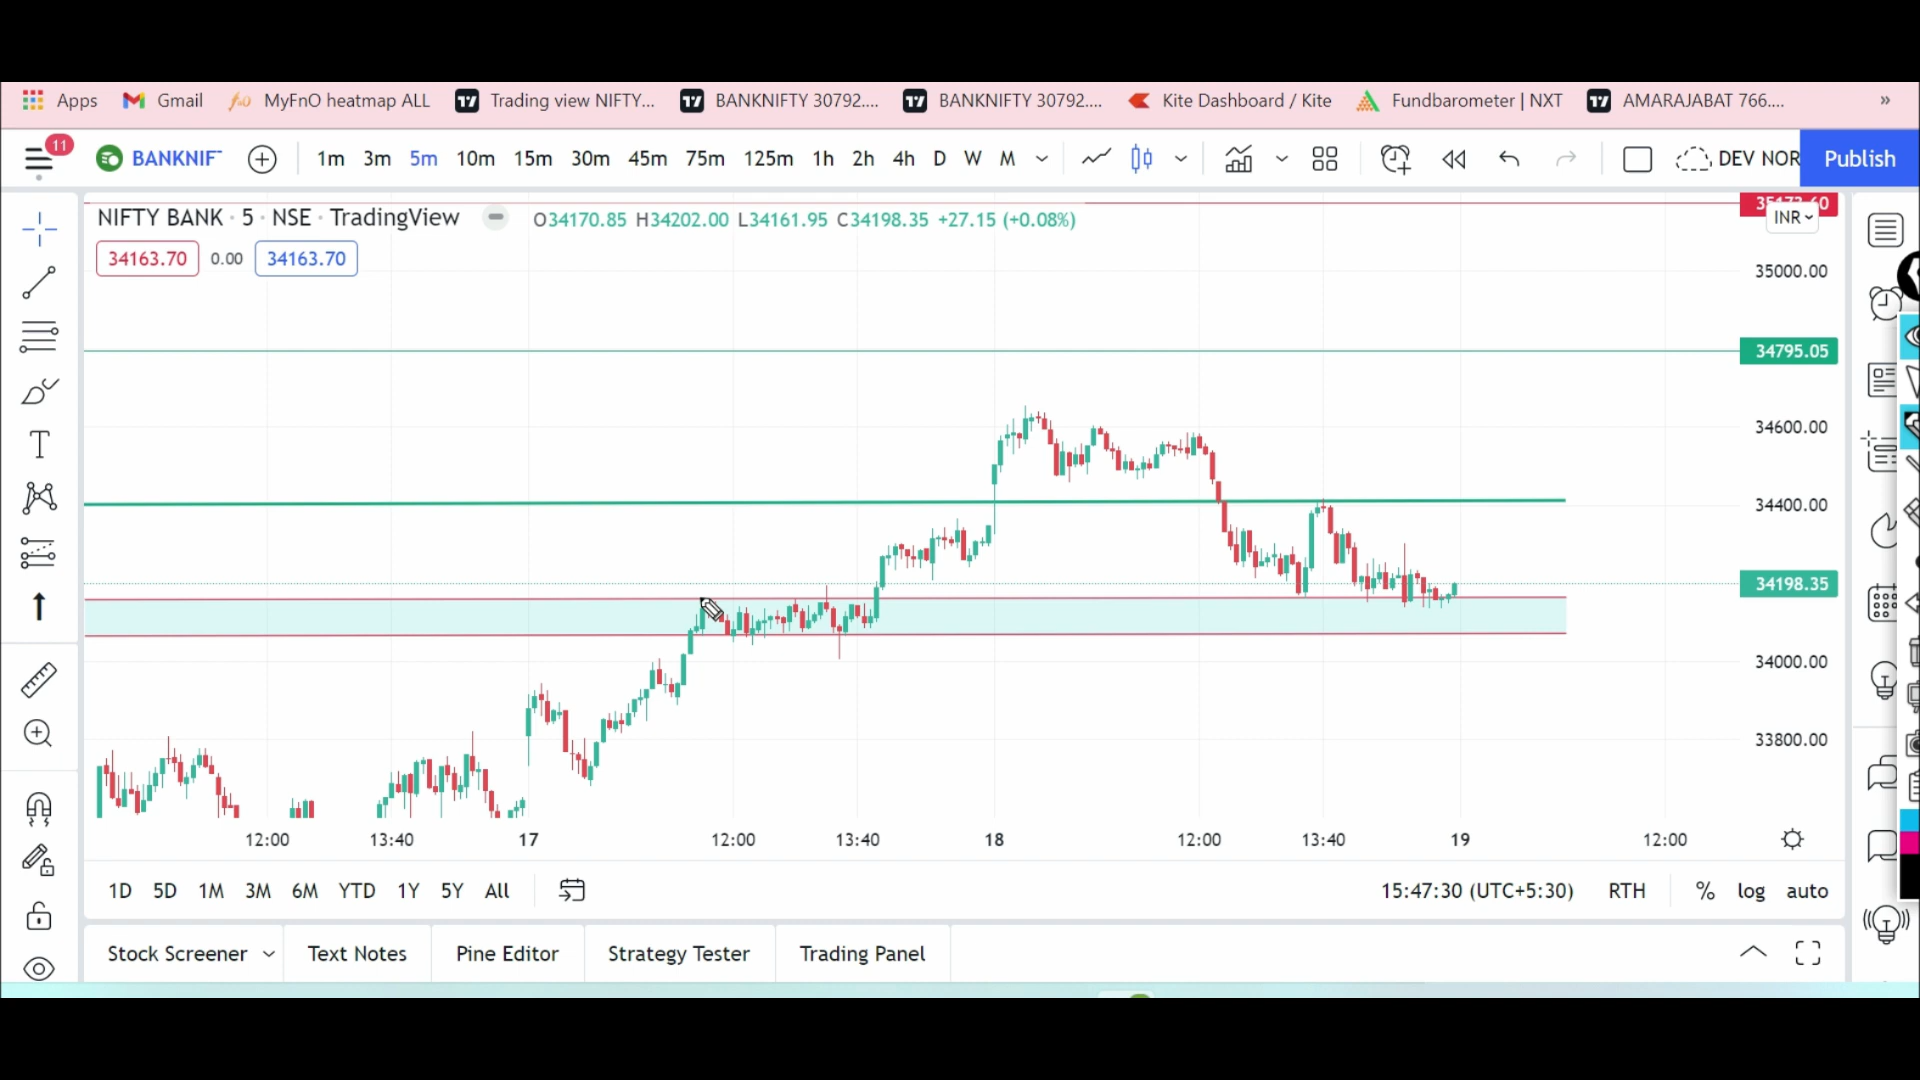 Apps Gmail MyFnO heatmap ALL Trading view NIFTY... BANKNIFTY 30792.... BANKNIFTY 30792.... Kite Dashboard / Kite Fundbarometer | NXT AMARAJABAT 766.... »
11 BANKNIF 1m 3m 5m 10m 15m 30m 45m 75m 125m 1h 2h 4h D W M DEV NOR Publish
NIFTY BANK · 5 · NSE · TradingView O34170.85 H34202.00 L34161.95 C34198.35 +27.15 (+0.08%)
INR
34163.70 0.00 34163.70
35000.00
34795.05
34600.00
34400.00
34198.35
34000.00
33800.00
12:00 13:40 17 12:00 13:40 18 12:00 13:40 19 12:00
1D 5D 1M 3M 6M YTD 1Y 5Y All 15:47:30 (UTC+5:30) RTH % log auto
Stock Screener Text Notes Pine Editor Strategy Tester Trading Panel